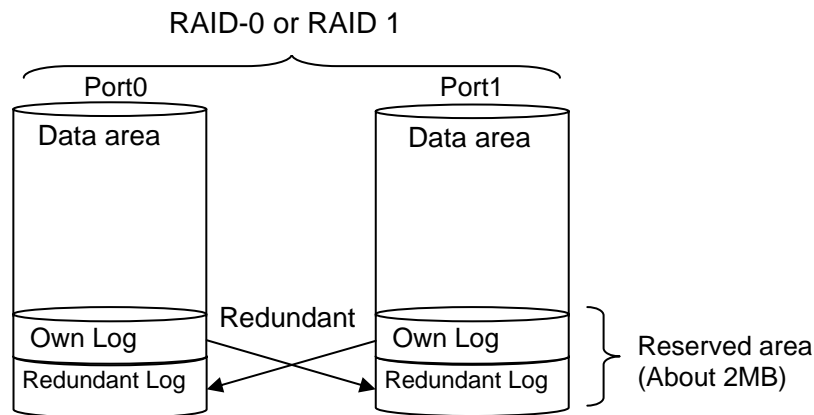 RAID-0 or RAID 1
Port0
Port1
Data area
Data area
Redundant
Own Log
Own Log
Redundant Log
Redundant Log
Reserved area
(About 2MB)